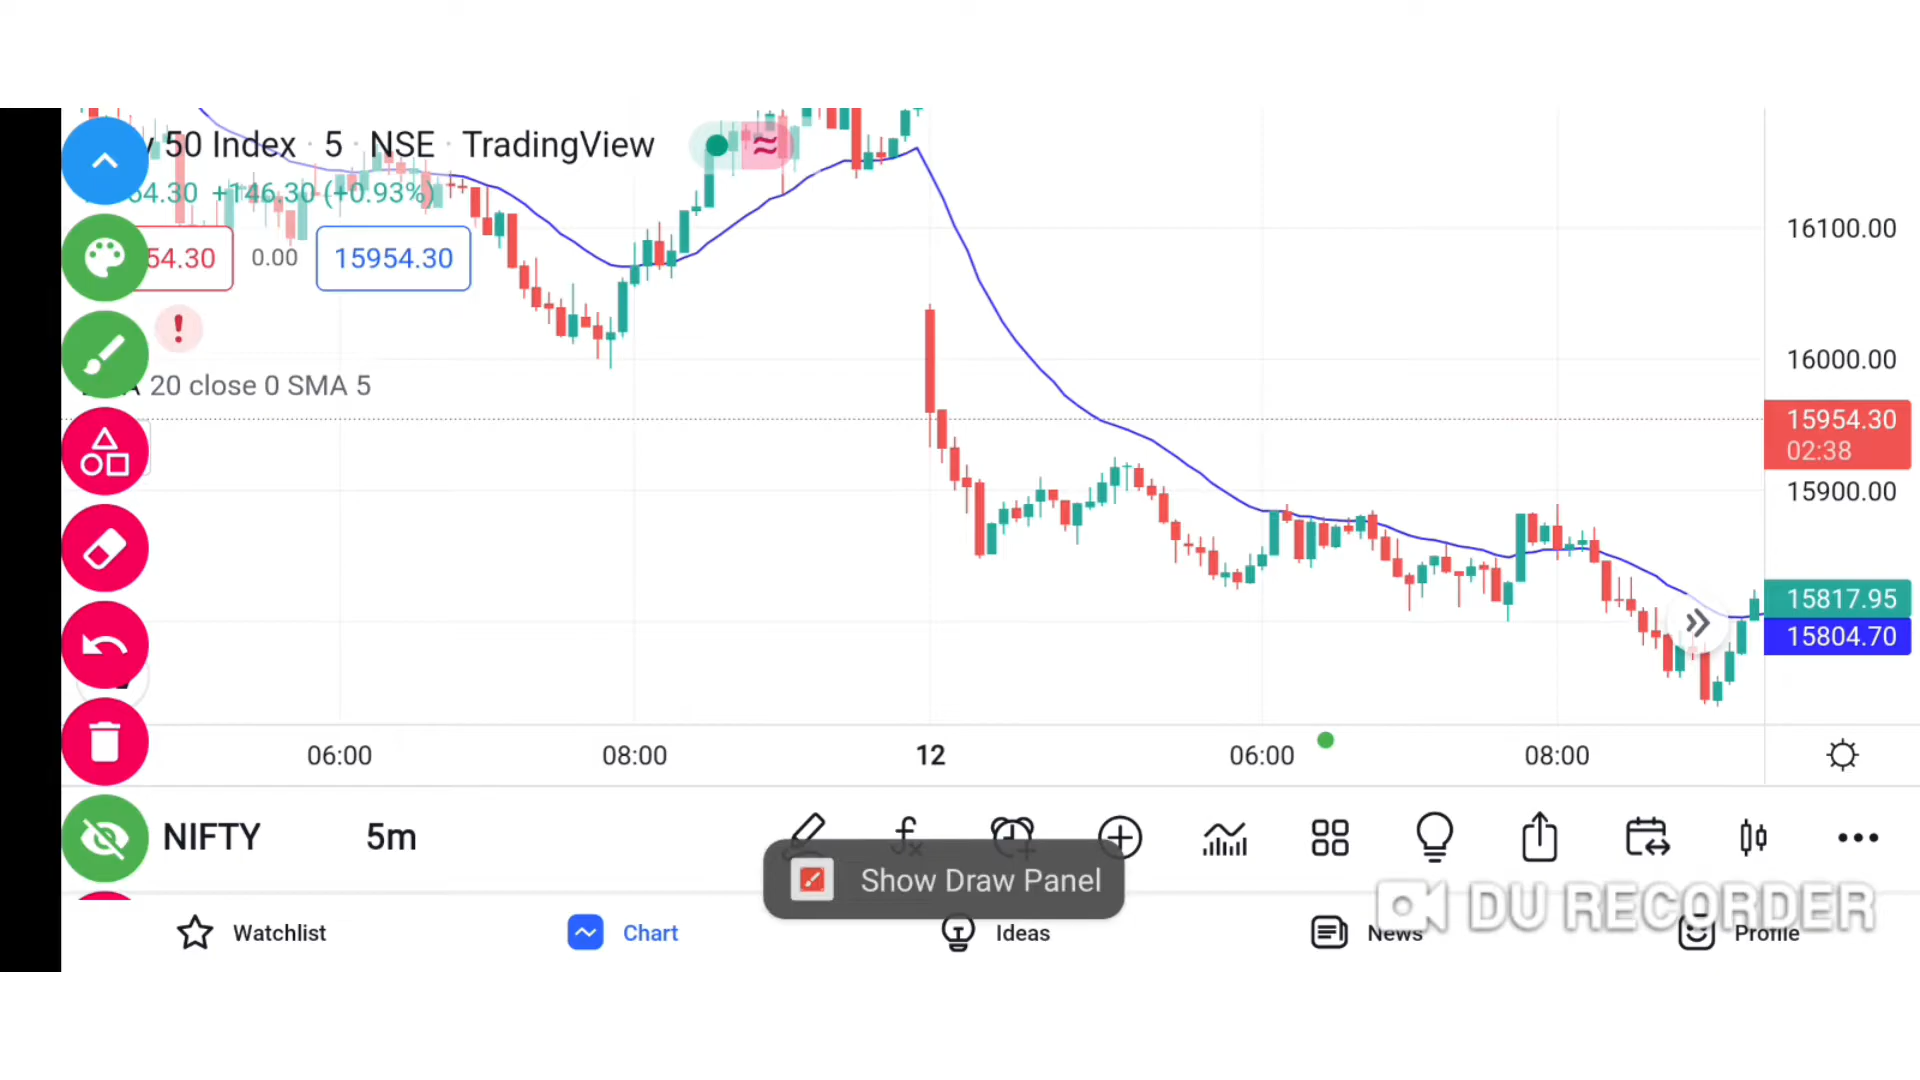 y 50 Index · 5 · NSE · TradingView
54.30 +146.30 (+0.93%)
54.30 0.00 15954.30
20 close 0 SMA 5
16100.00
16000.00
15954.30
02:38
15900.00
15817.95
15804.70
06:00 08:00 12 06:00 08:00
NIFTY 5m
Show Draw Panel
DU RECORDER
Watchlist Chart Ideas News Profile